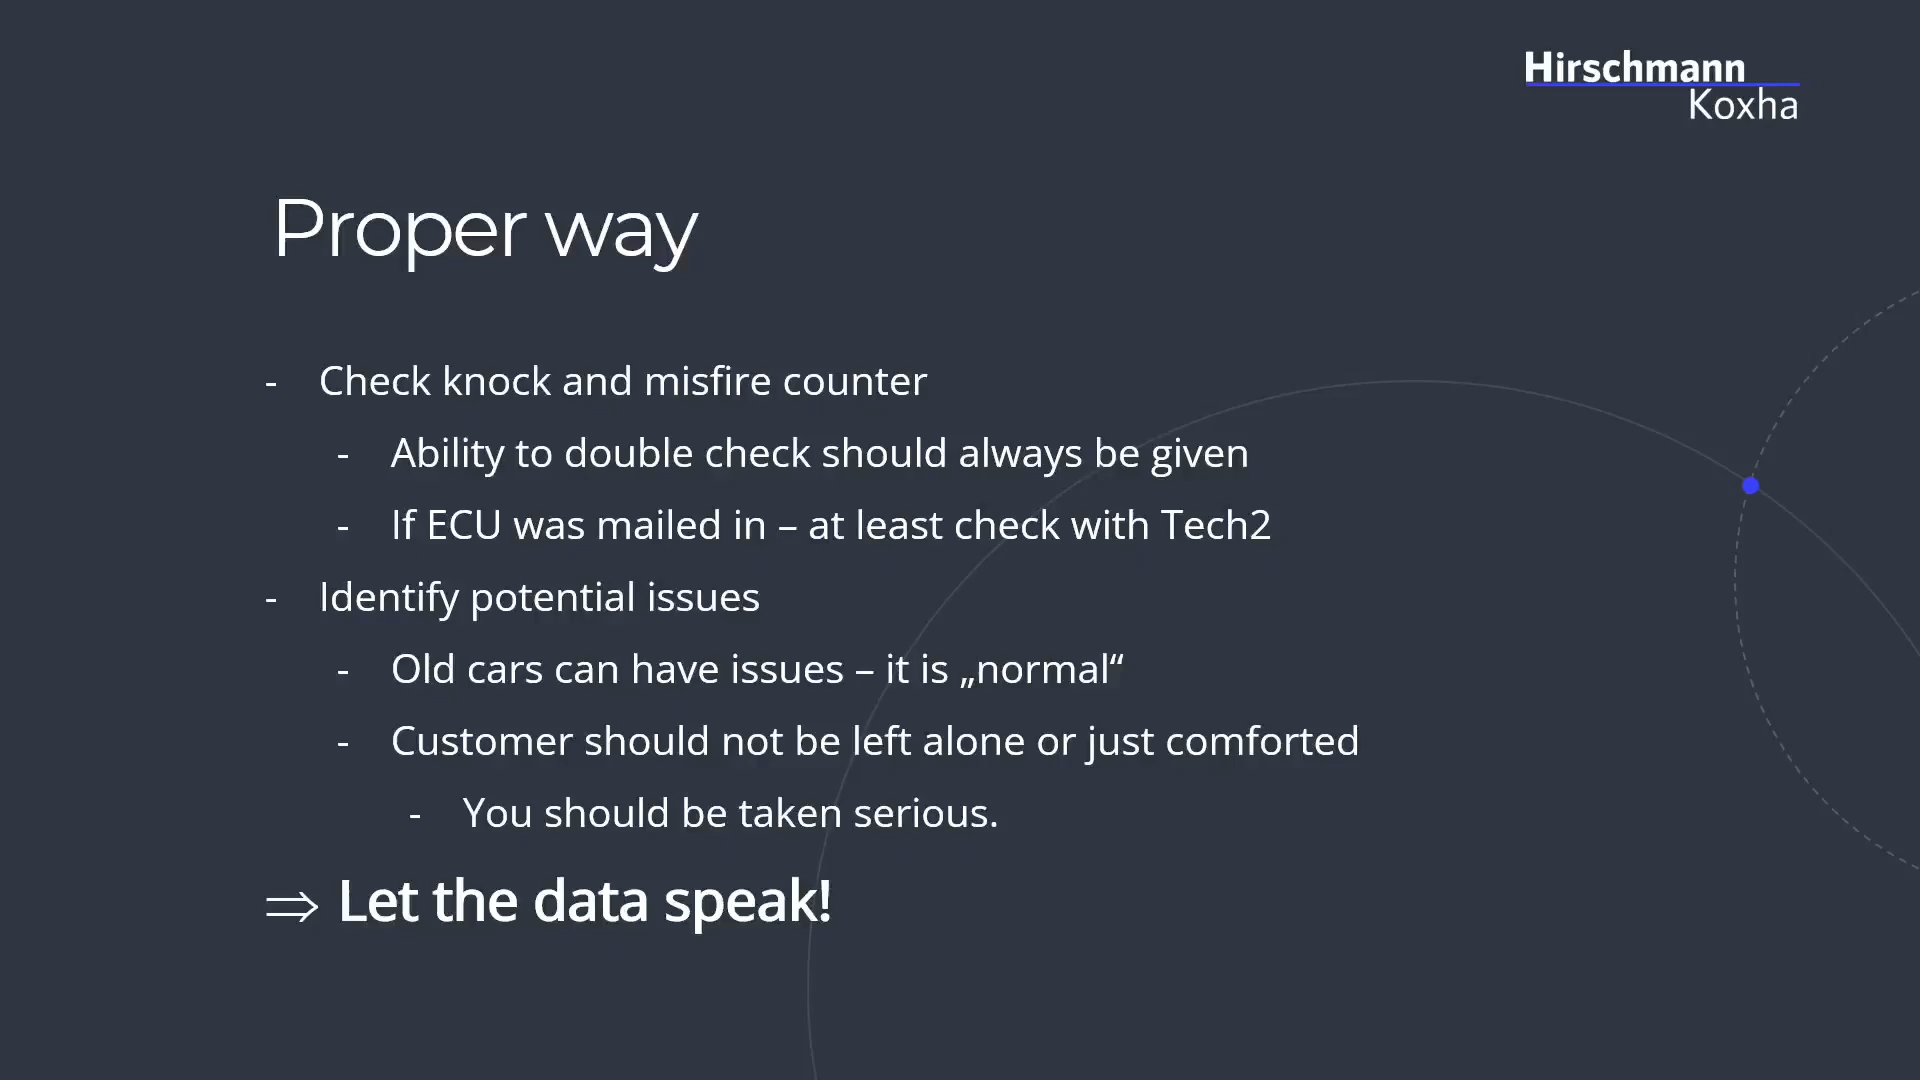 Hirschmann
Koxha
Proper way
- Check knock and misfire counter
- Ability to double check should always be given
- If ECU was mailed in – at least check with Tech2
- Identify potential issues
- Old cars can have issues – it is „normal“
- Customer should not be left alone or just comforted
- You should be taken serious.
⇒ Let the data speak!